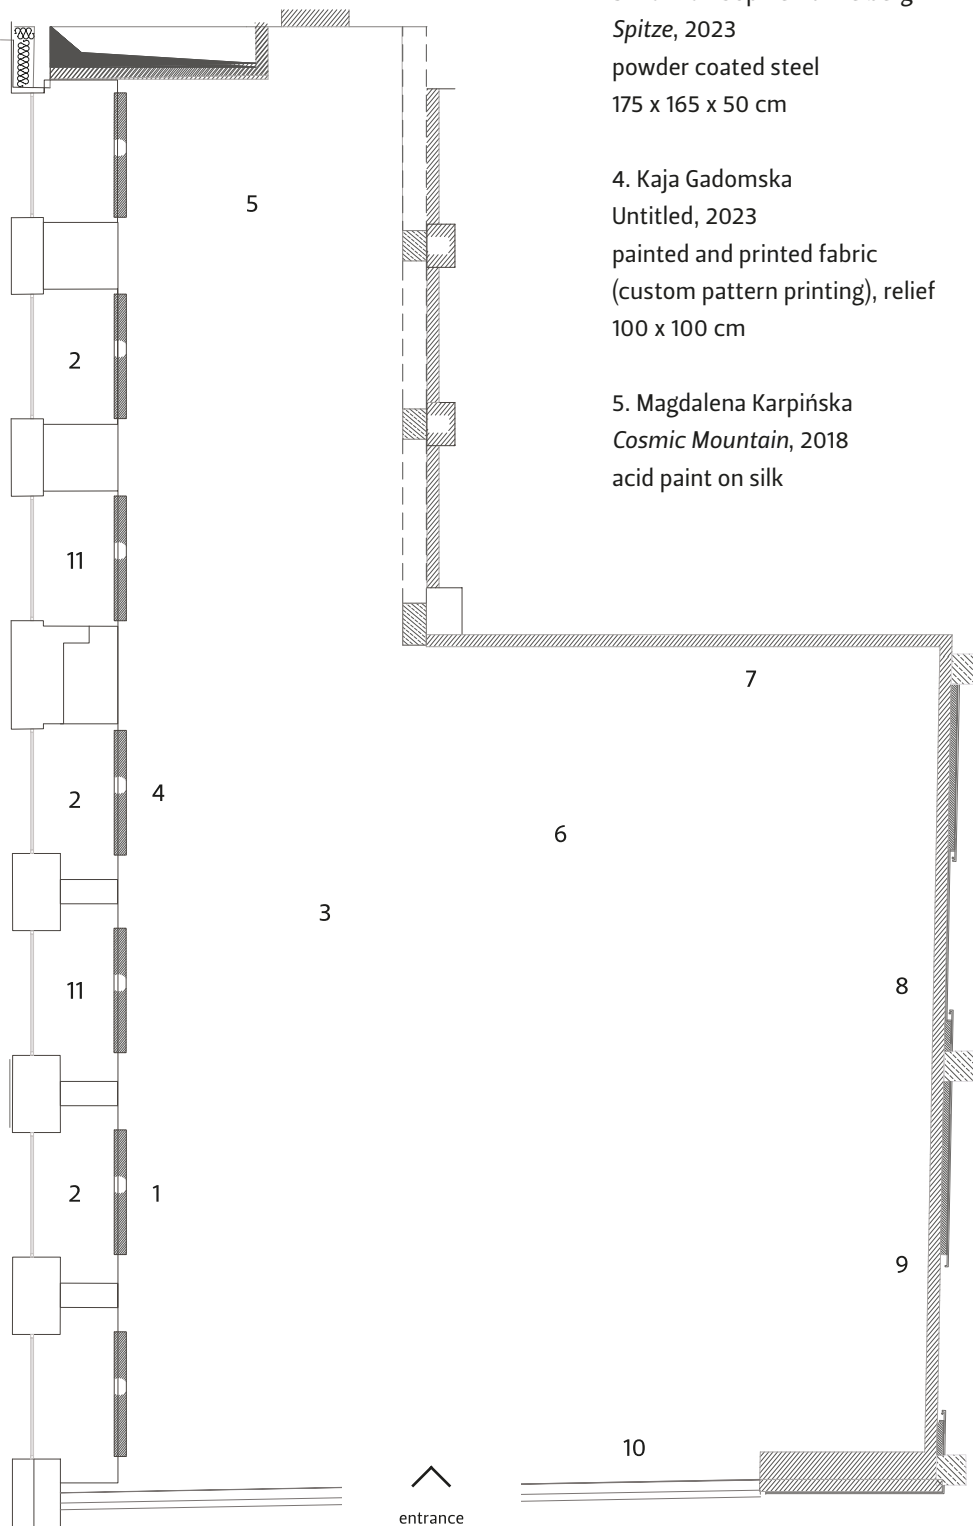 Spitze, 2023
powder coated steel
175 x 165 x 50 cm
4. Kaja Gadomska
Untitled, 2023
painted and printed fabric
(custom pattern printing), relief
100 x 100 cm
5. Magdalena Karpińska
Cosmic Mountain, 2018
acid paint on silk
5
2
11
7
2
4
6
3
8
11
2
1
9
10
entrance